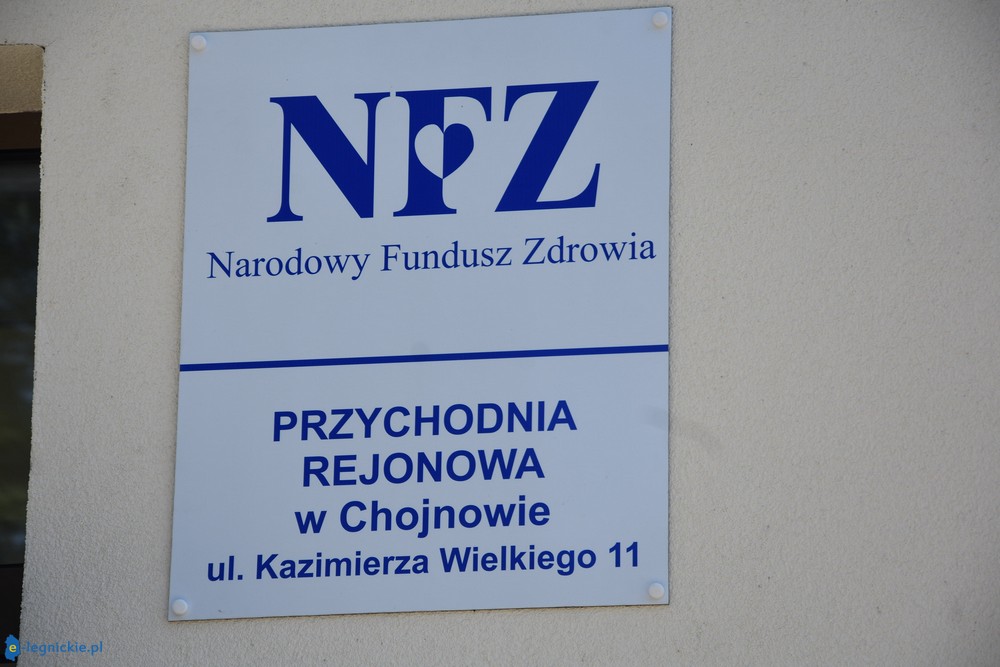 NFZ
Narodowy Fundusz Zdrowia
PRZYCHODNIA
REJONOWA
w Chojnowie
ul. Kazimierza Wielkiego 11
e-legnickie.pl